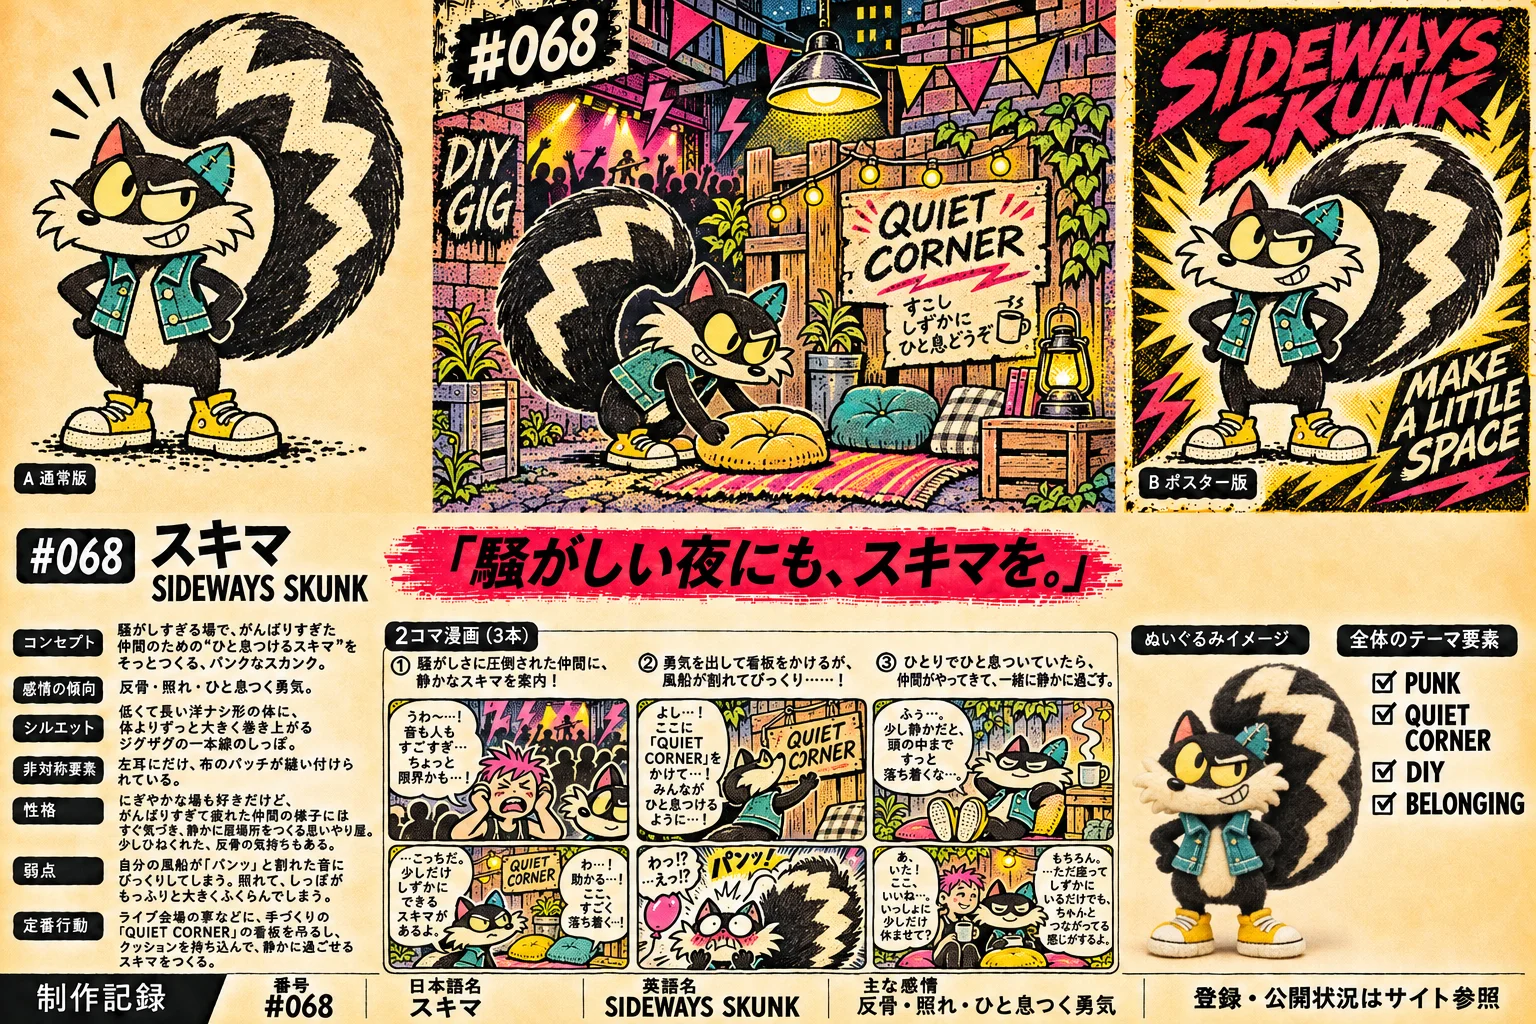 #068
DIY
GIG
QUIET
CORNER
すこし
しずかに
ひと息どうぞ
SIDEWAYS
SKUNK
MAKE
A LITTLE
SPACE
A 通常版
B ポスター版
#068
スキマ
SIDEWAYS SKUNK
「騒がしい夜にも、スキマを。」
コンセプト
騒がしすぎる場で、がんばりすぎた
仲間のための“ひと息つけるスキマ”を
そっとつくる、パンクなスカンク。
感情の傾向
反骨・照れ・ひと息つく勇気。
シルエット
低くて長い洋ナシ形の体に、
体よりずっと大きく巻き上がる
ジグザグの一本線のしっぽ。
非対称要素
左耳にだけ、布のパッチが縫い付けら
れている。
性格
にぎやかな場も好きだけど、
がんばりすぎて疲れた仲間の様子には
すぐ気づき、静かに居場所をつくる思いやり屋。
少しひねくれた、反骨の気持ちもある。
弱点
自分の風船が「パンッ」と割れた音に
びっくりしてしまう。照れて、しっぽが
もっふりと大きくふくらんでしまう。
定番行動
ライブ会場の裏などに、手づくりの
「QUIET CORNER」の看板を吊るし、
クッションを持ち込んで、静かに過ごせる
スキマをつくる。
2コマ漫画（3本）
① 騒がしさに圧倒された仲間に、
静かなスキマを案内！
うわ〜…！
音も人も
すごすぎ…
ちょっと
限界かも…！
…こっちだ。
少しだけ
しずかに
できる
スキマが
あるよ。
QUIET
CORNER
わ…！
助かる…！
ここ、
すごく
落ち着く…！
② 勇気を出して看板をかけるが、
風船が割れてびっくり……！
よし…！
ここに
「QUIET
CORNER」を
かけて…！
みんなが
ひと息つける
ように…！
QUIET
CORNER
わっ!?
…えっ!?
パンッ！
③ ひとりでひと息ついていたら、
仲間がやってきて、一緒に静かに過ごす。
ふぅ…。
少し静かだと、
頭の中まで
すっと
落ち着くな…。
あ、
いた！
ここ、
いいね…。
いっしょに
少しだけ
休ませて？
もちろん。
…ただ座って
しずかに
いるだけでも、
ちゃんと
つながってる
感じがするよ。
ぬいぐるみイメージ
全体のテーマ要素
PUNK
QUIET
CORNER
DIY
BELONGING
制作記録
番号
#068
日本語名
スキマ
英語名
SIDEWAYS SKUNK
主な感情
反骨・照れ・ひと息つく勇気
登録・公開状況はサイト参照